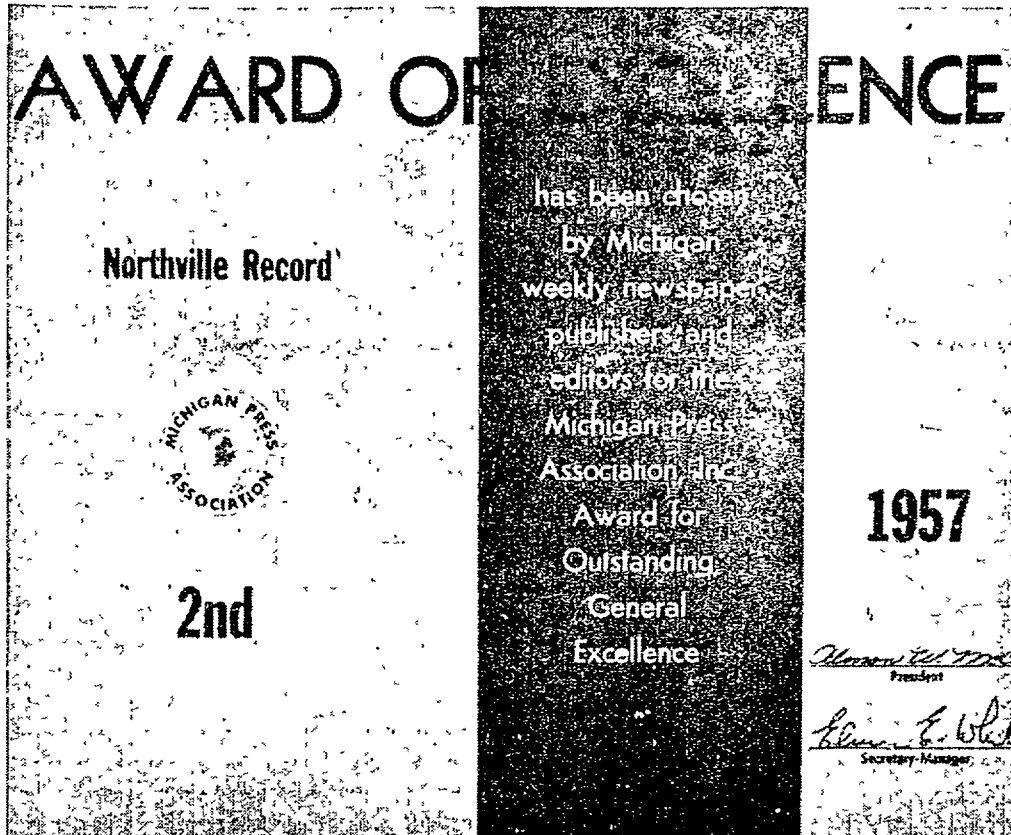 AWARD OF ENCE
Northville Record
MICHIGAN PRESS
ASSOCIATION
2nd
has been chosen
by Michigan
weekly newspaper
publishers and
editors for the
Michigan Press
Association, Inc.
Award for
Outstanding
General
Excellence
1957
President
E.
Secretary-Manager